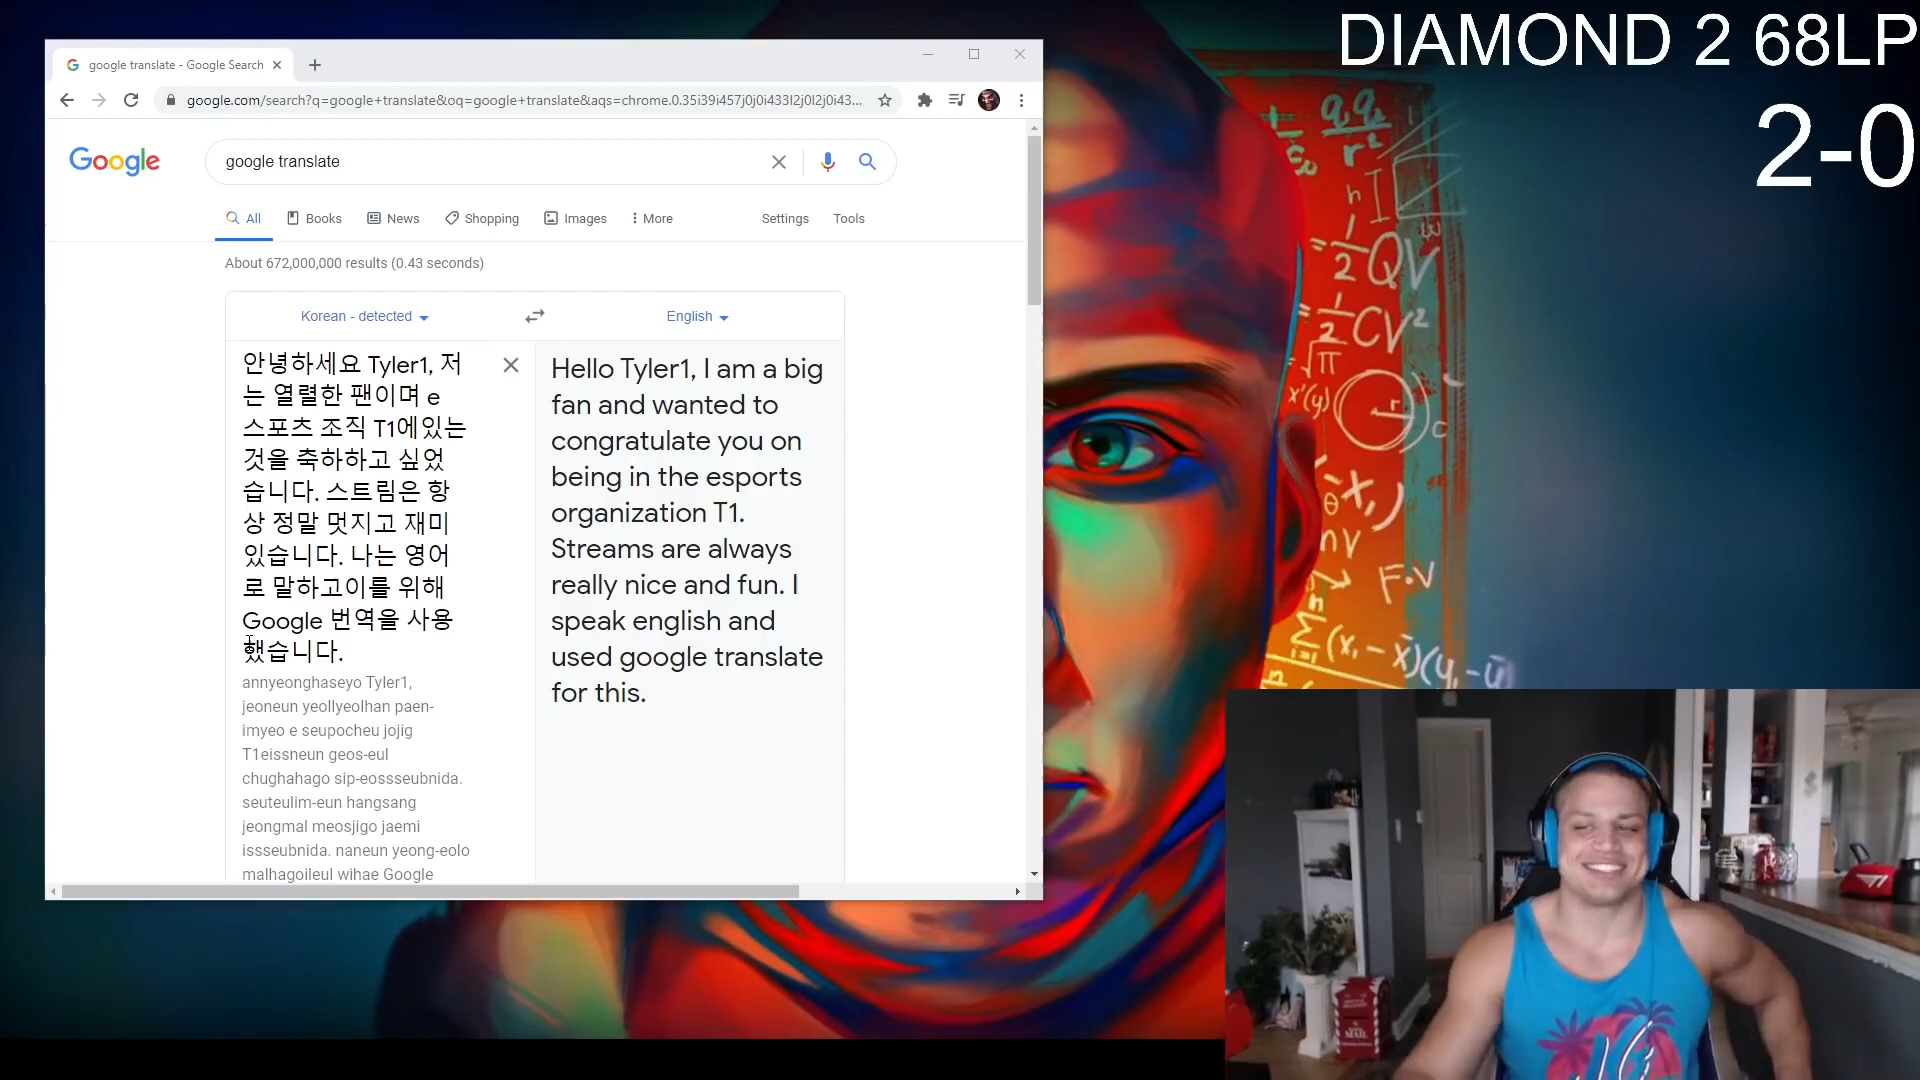 DIAMOND 2 68LP
2-0
google translate - Google Search
google.com/search?q=google+translate&oq=google+translate&aqs=chrome.0.35i39i457j0j0i433l2j0l2j0i43...
Google
google translate
All
Books
News
Shopping
Images
More
Settings
Tools
About 672,000,000 results (0.43 seconds)
Korean - detected
English
안녕하세요 Tyler1, 저
는 열렬한 팬이며 e
스포츠 조직 T1에있는
것을 축하하고 싶었
습니다. 스트림은 항
상 정말 멋지고 재미
있습니다. 나는 영어
로 말하고이를 위해
Google 번역을 사용
했습니다.
annyeonghaseyo Tyler1,
jeoneun yeollyeolhan paen-
imyeo e seupocheu jojig
T1eissneun geos-eul
chughahago sip-eossseubnida.
seuteulim-eun hangsang
jeongmal meosjigo jaemi
issseubnida. naneun yeong-eolo
malhagoileul wihae Google
Hello Tyler1, I am a big
fan and wanted to
congratulate you on
being in the esports
organization T1.
Streams are always
really nice and fun. I
speak english and
used google translate
for this.
q₁q₂
r²
=½QV
=½CV²
√π
x'(y)
r
F·V
(x₁-x̄)(y₁-ȳ)
MAIL